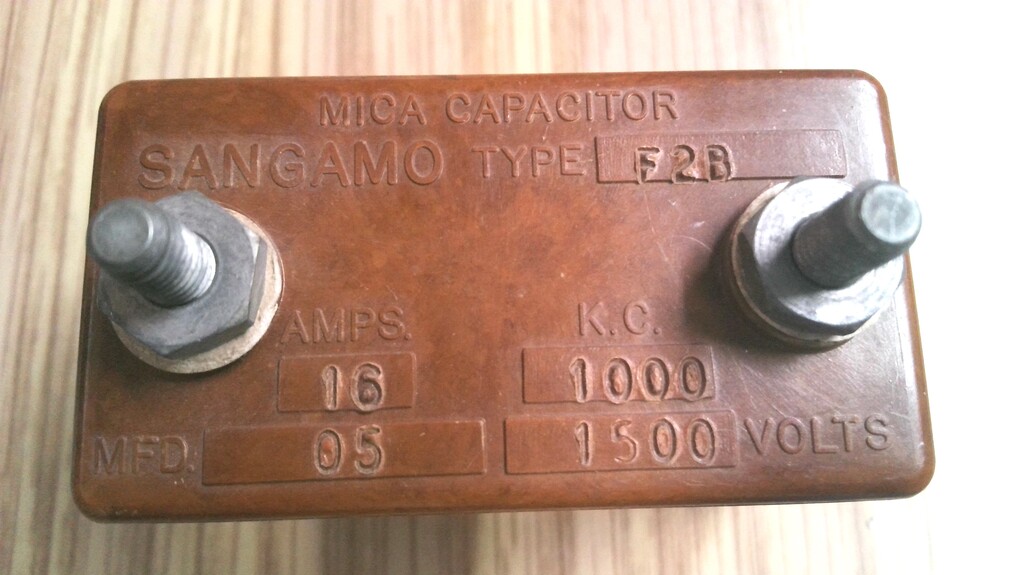 MICA CAPACITOR
SANGAMO TYPE F2B
AMPS. K.C.
16 1000
MFD. 05 1500 VOLTS